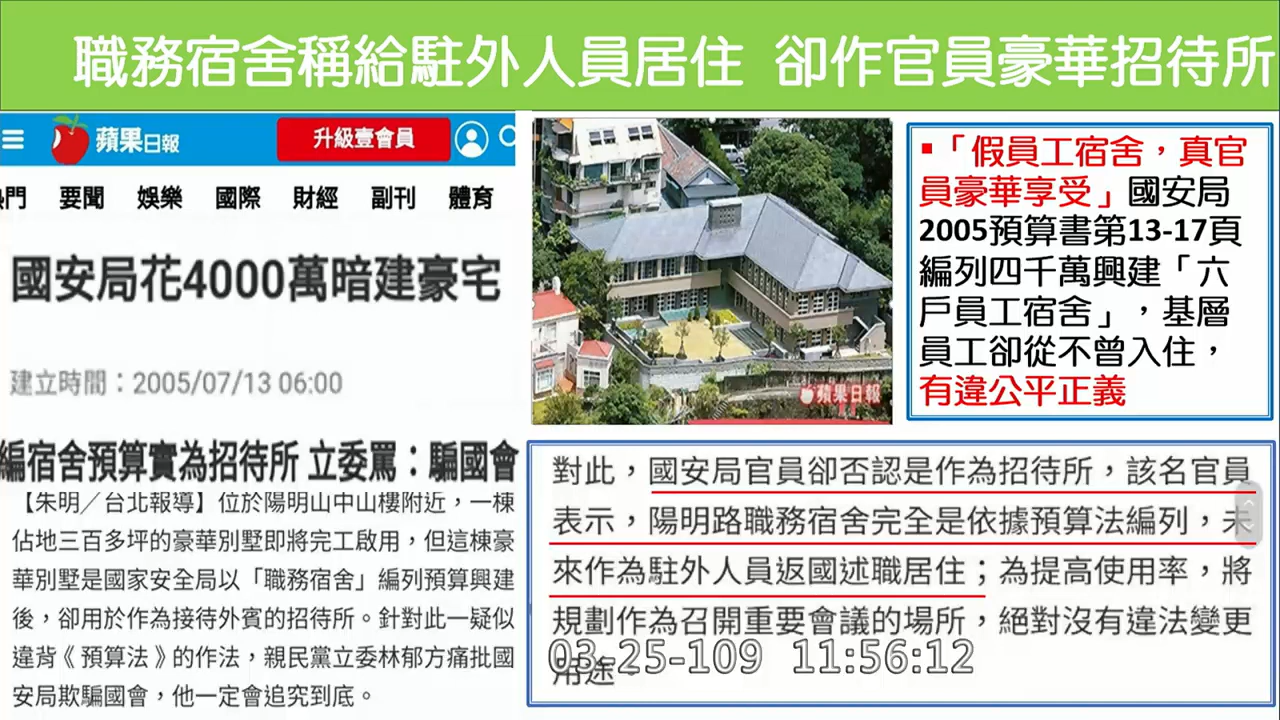 職務宿舍稱給駐外人員居住 卻作官員豪華招待所
蘋果日報
升級壹會員
熱門 要聞 娛樂 國際 財經 副刊 體育
國安局花4000萬暗建豪宅
建立時間：2005/07/13 06:00
編宿舍預算實為招待所 立委罵：騙國會
【朱明／台北報導】位於陽明山中山樓附近，一棟
佔地三百多坪的豪華別墅即將完工啟用，但這棟豪
華別墅是國家安全局以「職務宿舍」編列預算興建
後，卻用於作為接待外賓的招待所。針對此一疑似
違背《預算法》的作法，親民黨立委林郁方痛批國
安局欺騙國會，他一定會追究到底。
蘋果日報
▪「假員工宿舍，真官
員豪華享受」國安局
2005預算書第13-17頁
編列四千萬興建「六
戶員工宿舍」，基層
員工卻從不曾入住，
有違公平正義
對此，國安局官員卻否認是作為招待所，該名官員
表示，陽明路職務宿舍完全是依據預算法編列，未
來作為駐外人員返國述職居住；為提高使用率，將
規劃作為召開重要會議的場所，絕對沒有違法變更
用途。
03-25-109 11:56:12